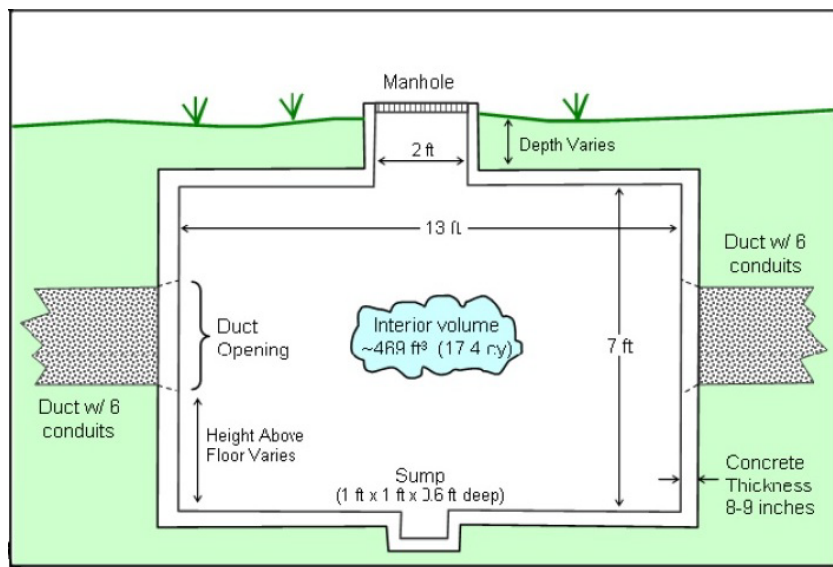 Manhole
Depth Varies
2 ft
13 ft
Duct w/ 6
conduits
Duct
Opening
Interior volume
~469 ft³ (17.4 cy)
7 ft
Duct w/ 6
conduits
Height Above
Floor Varies
Sump
(1 ft x 1 ft x 0.6 ft deep)
Concrete
Thickness
8-9 inches